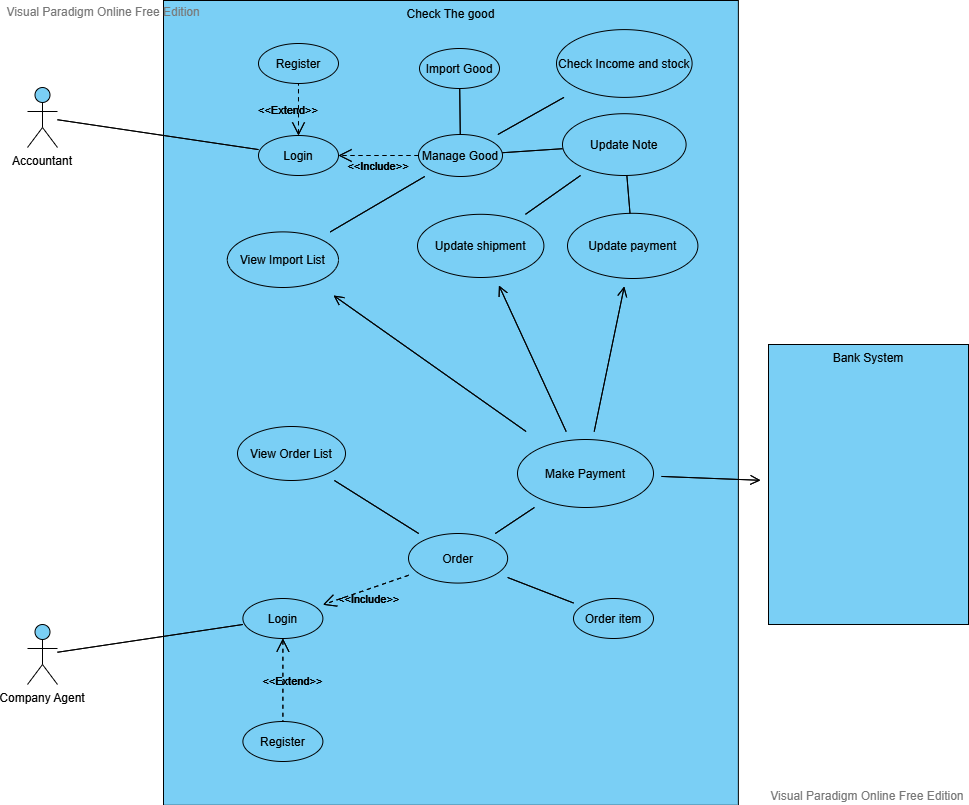 Visual Paradigm Online Free Edition
Check The good
Register
Import Good
Check Income and stock
<<Extend>>
Accountant
Login
<<Include>>
Manage Good
Update Note
View Import List
Update shipment
Update payment
Bank System
View Order List
Make Payment
Order
<<Include>>
Login
Order item
Company Agent
<<Extend>>
Register
Visual Paradigm Online Free Edition